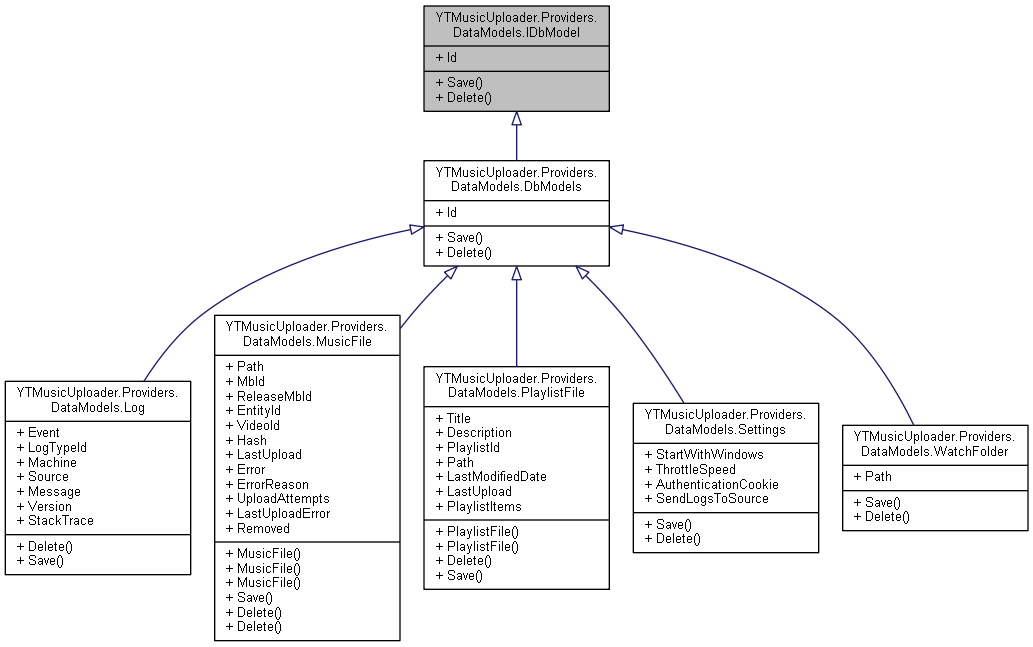 YTMusicUploader.Providers.
DataModels.IDbModel
+ Id
+ Save()
+ Delete()
YTMusicUploader.Providers.
DataModels.DbModels
+ Id
+ Save()
+ Delete()
YTMusicUploader.Providers.
DataModels.Log
+ Event
+ LogTypeId
+ Machine
+ Source
+ Message
+ Version
+ StackTrace
+ Delete()
+ Save()
YTMusicUploader.Providers.
DataModels.MusicFile
+ Path
+ MbId
+ ReleaseMbId
+ EntityId
+ VideoId
+ Hash
+ LastUpload
+ Error
+ ErrorReason
+ UploadAttempts
+ LastUploadError
+ Removed
+ MusicFile()
+ MusicFile()
+ MusicFile()
+ Save()
+ Delete()
+ Delete()
YTMusicUploader.Providers.
DataModels.PlaylistFile
+ Title
+ Description
+ PlaylistId
+ Path
+ LastModifiedDate
+ LastUpload
+ PlaylistItems
+ PlaylistFile()
+ PlaylistFile()
+ Delete()
+ Save()
YTMusicUploader.Providers.
DataModels.Settings
+ StartWithWindows
+ ThrottleSpeed
+ AuthenticationCookie
+ SendLogsToSource
+ Save()
+ Delete()
YTMusicUploader.Providers.
DataModels.WatchFolder
+ Path
+ Save()
+ Delete()